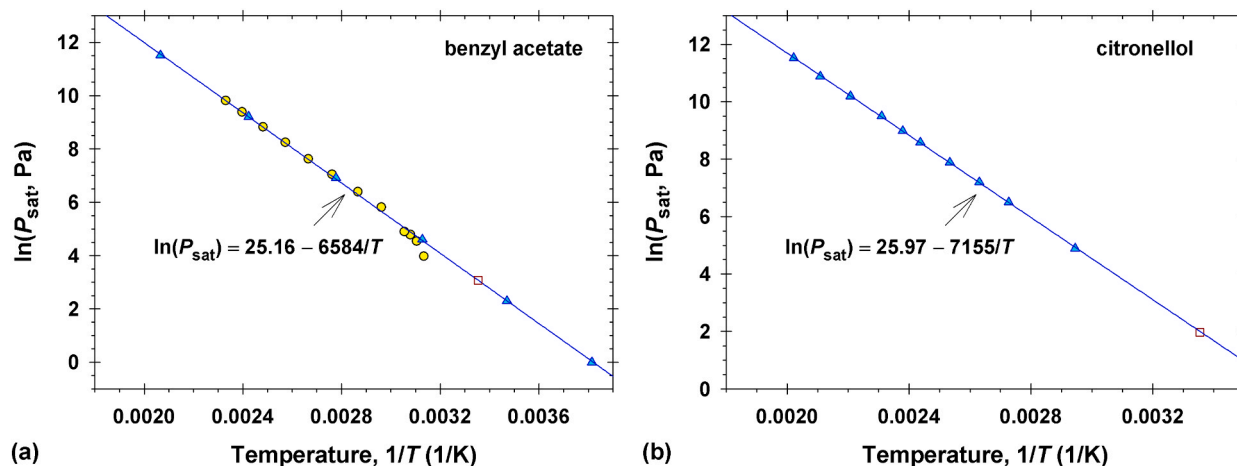 benzyl acetate
ln(Psat, Pa)
12
10
8
6
4
2
0
ln(Psat) = 25.16 – 6584/T
0.0020
0.0024
0.0028
0.0032
0.0036
Temperature, 1/T (1/K)
(a)
citronellol
ln(Psat, Pa)
12
10
8
6
4
2
0
ln(Psat) = 25.97 – 7155/T
0.0020
0.0024
0.0028
0.0032
Temperature, 1/T (1/K)
(b)